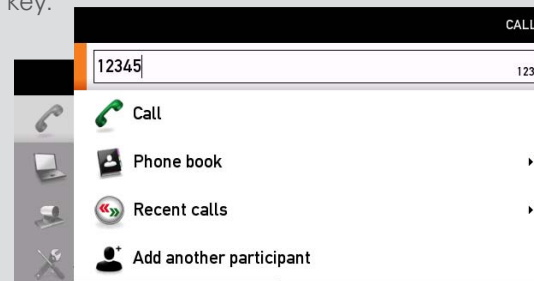 key.
CALL
12345
123
Call
Phone book
Recent calls
Add another participant